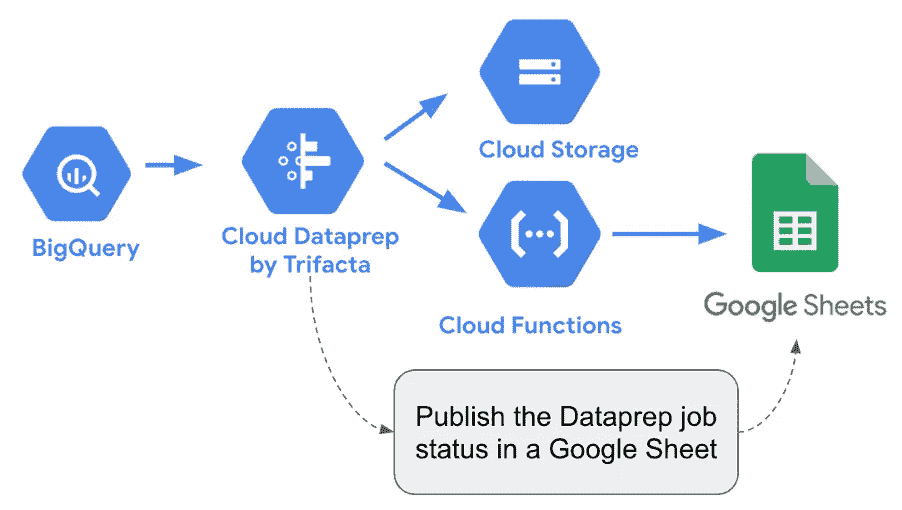 BigQuery
Cloud Dataprep
by Trifacta
Cloud Storage
Cloud Functions
Google Sheets
Publish the Dataprep job
status in a Google Sheet